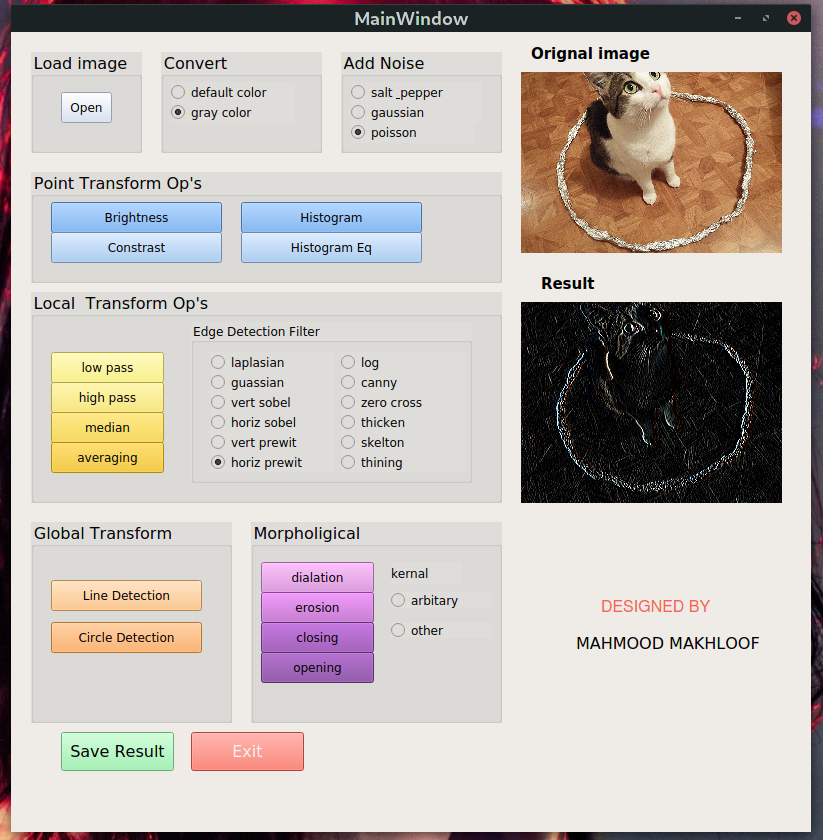 MainWindow
Load image
Open
Convert
default color
gray color
Add Noise
salt _pepper
gaussian
poisson
Orignal image
Point Transform Op's
Brightness
Histogram
Constrast
Histogram Eq
Result
Local  Transform Op's
low pass
high pass
median
averaging
Edge Detection Filter
laplasian
guassian
vert sobel
horiz sobel
vert prewit
horiz prewit
log
canny
zero cross
thicken
skelton
thining
Global Transform
Line Detection
Circle Detection
Morpholigical
dialation
erosion
closing
opening
kernal
arbitary
other
DESIGNED BY
MAHMOOD MAKHLOOF
Save Result
Exit